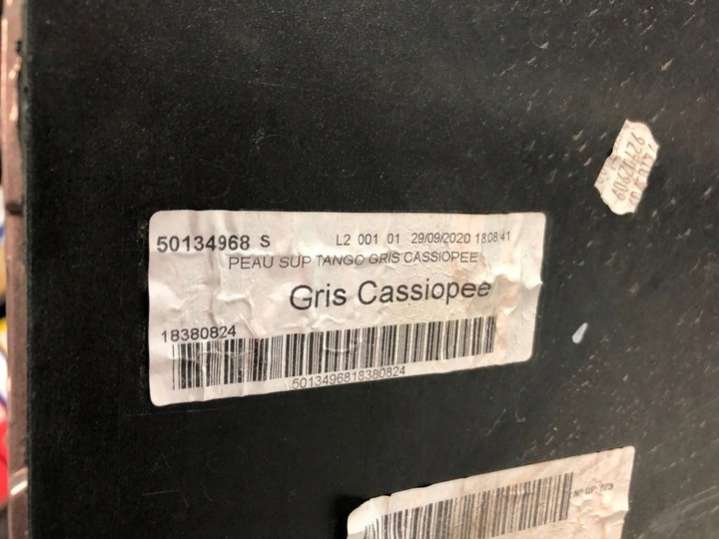 50134968 S L2 001 01 29/09/2020 18:08:41
PEAU SUP TANGO GRIS CASSIOPEE
Gris Cassiopee
18380824
5013496818380824